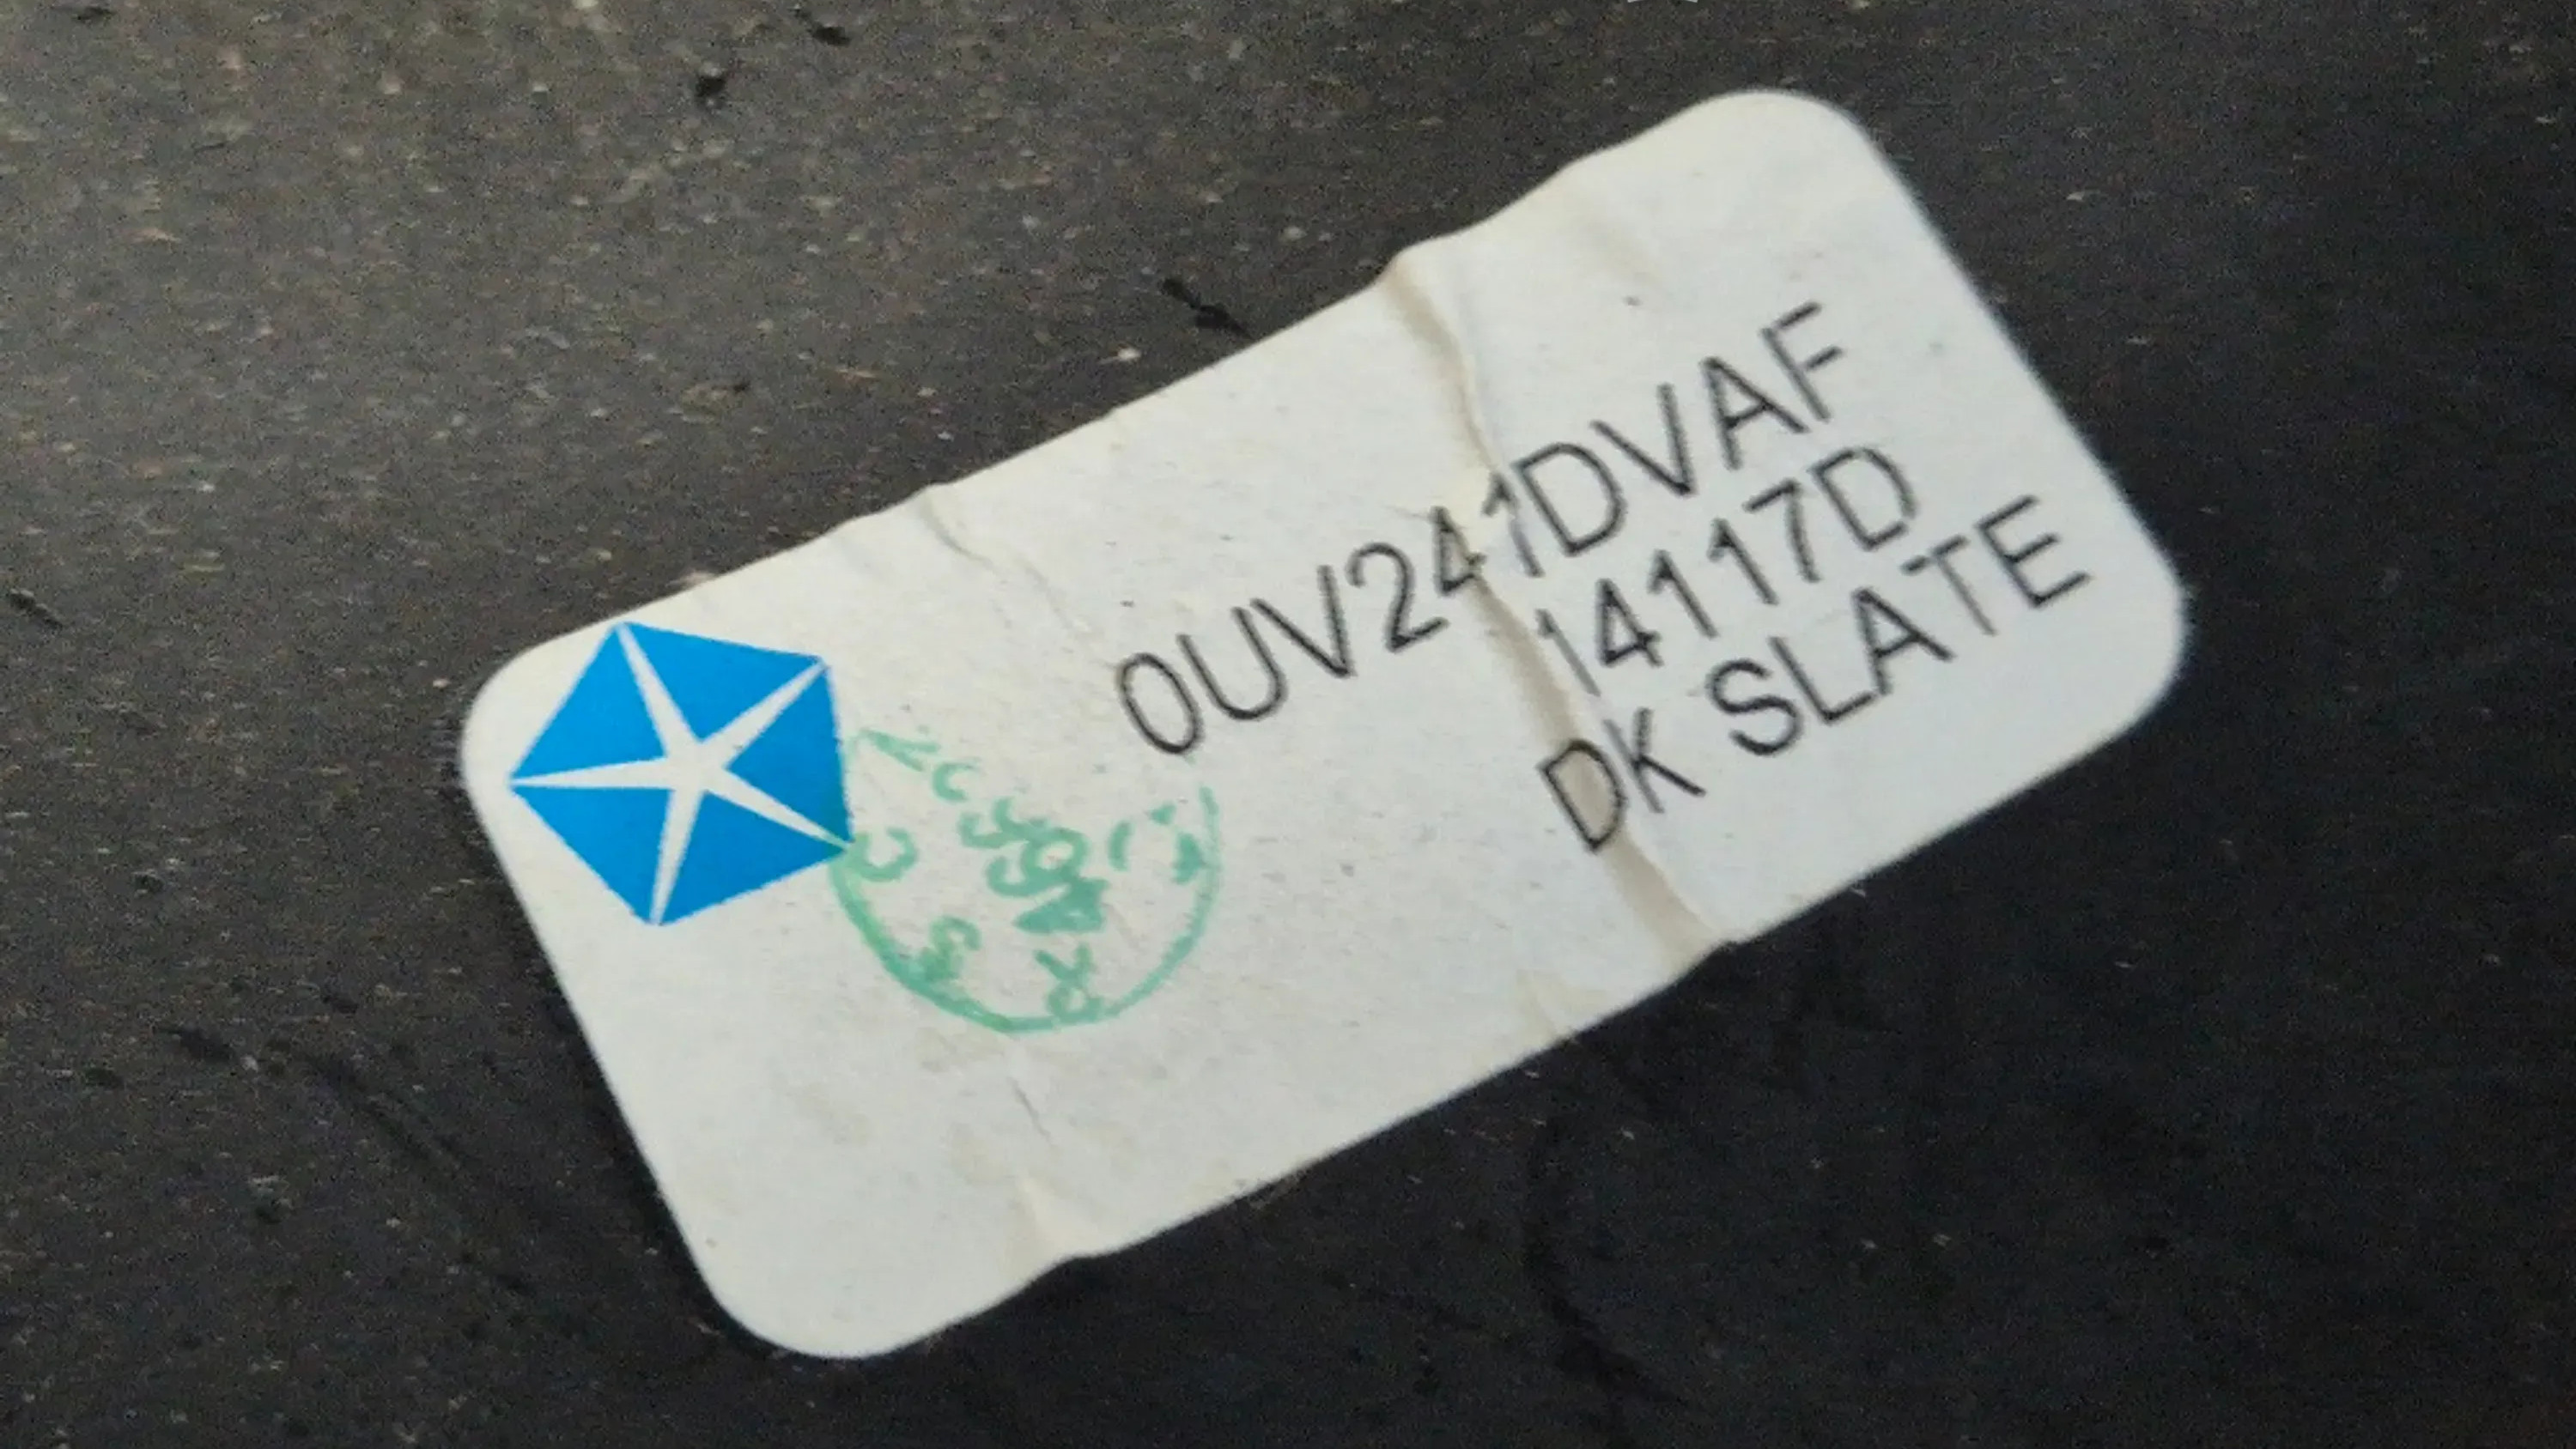 0UV241DVAF
14117D
DK SLATE